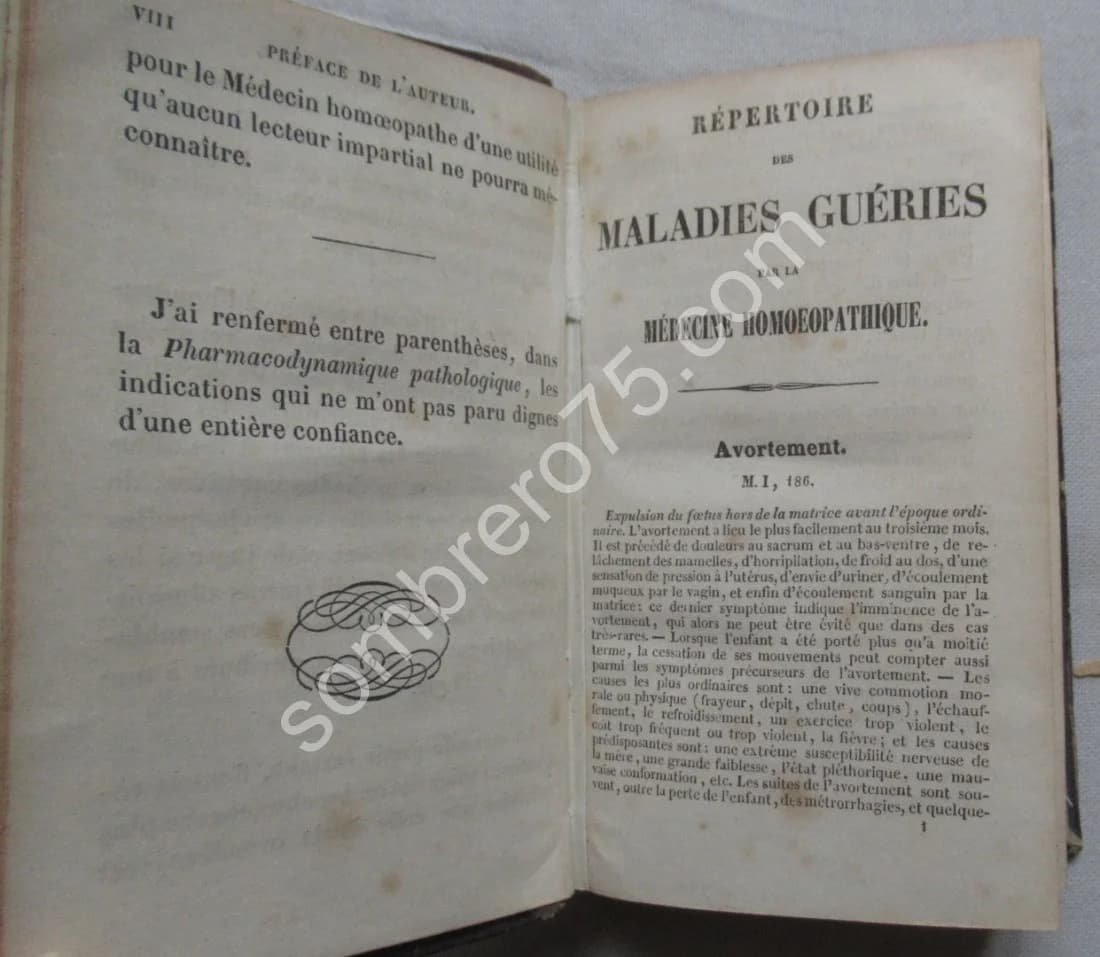 VIII
PRÉFACE DE L'AUTEUR.
pour le Médecin homœopathe d'une utilité
qu'aucun lecteur impartial ne pourra mé-
connaître.
J'ai renfermé entre parenthèses, dans
la Pharmacodynamique pathologique, les
indications qui ne m'ont pas paru dignes
d'une entière confiance.
RÉPERTOIRE
DES
MALADIES GUÉRIES
PAR LA
MÉDECINE HOMOEOPATHIQUE.
Avortement.
M. I, 186.
Expulsion du fœtus hors de la matrice avant l'époque ordi-
naire. L'avortement a lieu le plus facilement au troisième mois.
Il est précédé de douleurs au sacrum et au bas-ventre, de re-
lâchement des mamelles, d'horripilation, de froid au dos, d'une
sensation de pression à l'utérus, d'envie d'uriner, d'écoulement
muqueux par le vagin, et enfin d'écoulement sanguin par la
matrice: ce dernier symptôme indique l'imminence de l'a-
vortement, qui alors ne peut être évité que dans des cas
très-rares. — Lorsque l'enfant a été porté plus qu'à moitié
terme, la cessation de ses mouvements peut compter aussi
parmi les symptômes précurseurs de l'avortement. — Les
causes les plus ordinaires sont: une vive commotion mo-
rale ou physique (frayeur, dépit, chute, coups), l'échauf-
fement, le refroidissement, un exercice trop violent, le
coït trop fréquent ou trop violent, la fièvre; et les causes
prédisposantes sont: une extrême susceptibilité nerveuse de
la mère, une grande faiblesse, l'état pléthorique, une mau-
vaise conformation, etc. Les suites de l'avortement sont sou-
vent, outre la perte de l'enfant, des métrorrhagies, et quelque-
1
sombrero75.com